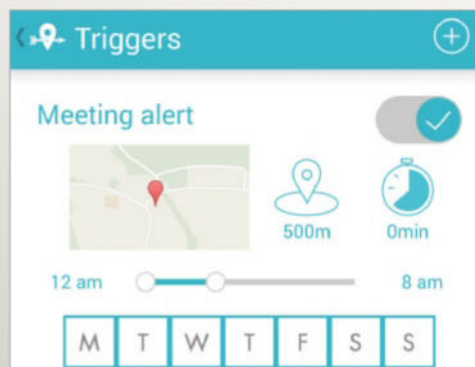 Triggers
Meeting alert
500m 0min
12 am 8 am
M T W T F S S